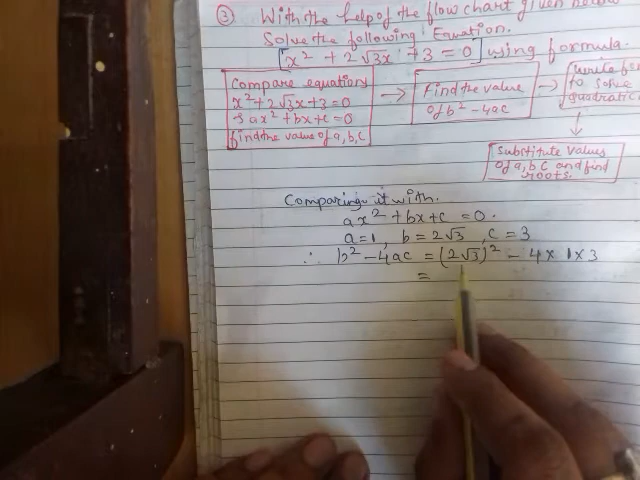 ③ With the help of the flow chart given below
Solve the following Equation.
[x² + 2√3x + 3 = 0] using formula.
Compare equations
x² + 2√3x + 3 = 0
& ax² + bx + c = 0
find the value of a, b, c
Find the value
of b² - 4ac
write
to solve
quadratic
Substitute values
of a, b, c and find
roots.
Comparing it with.
ax² + bx + c = 0.
a = 1, b = 2√3, c = 3
∴ b² - 4ac = (2√3)² - 4 × 1 × 3
=